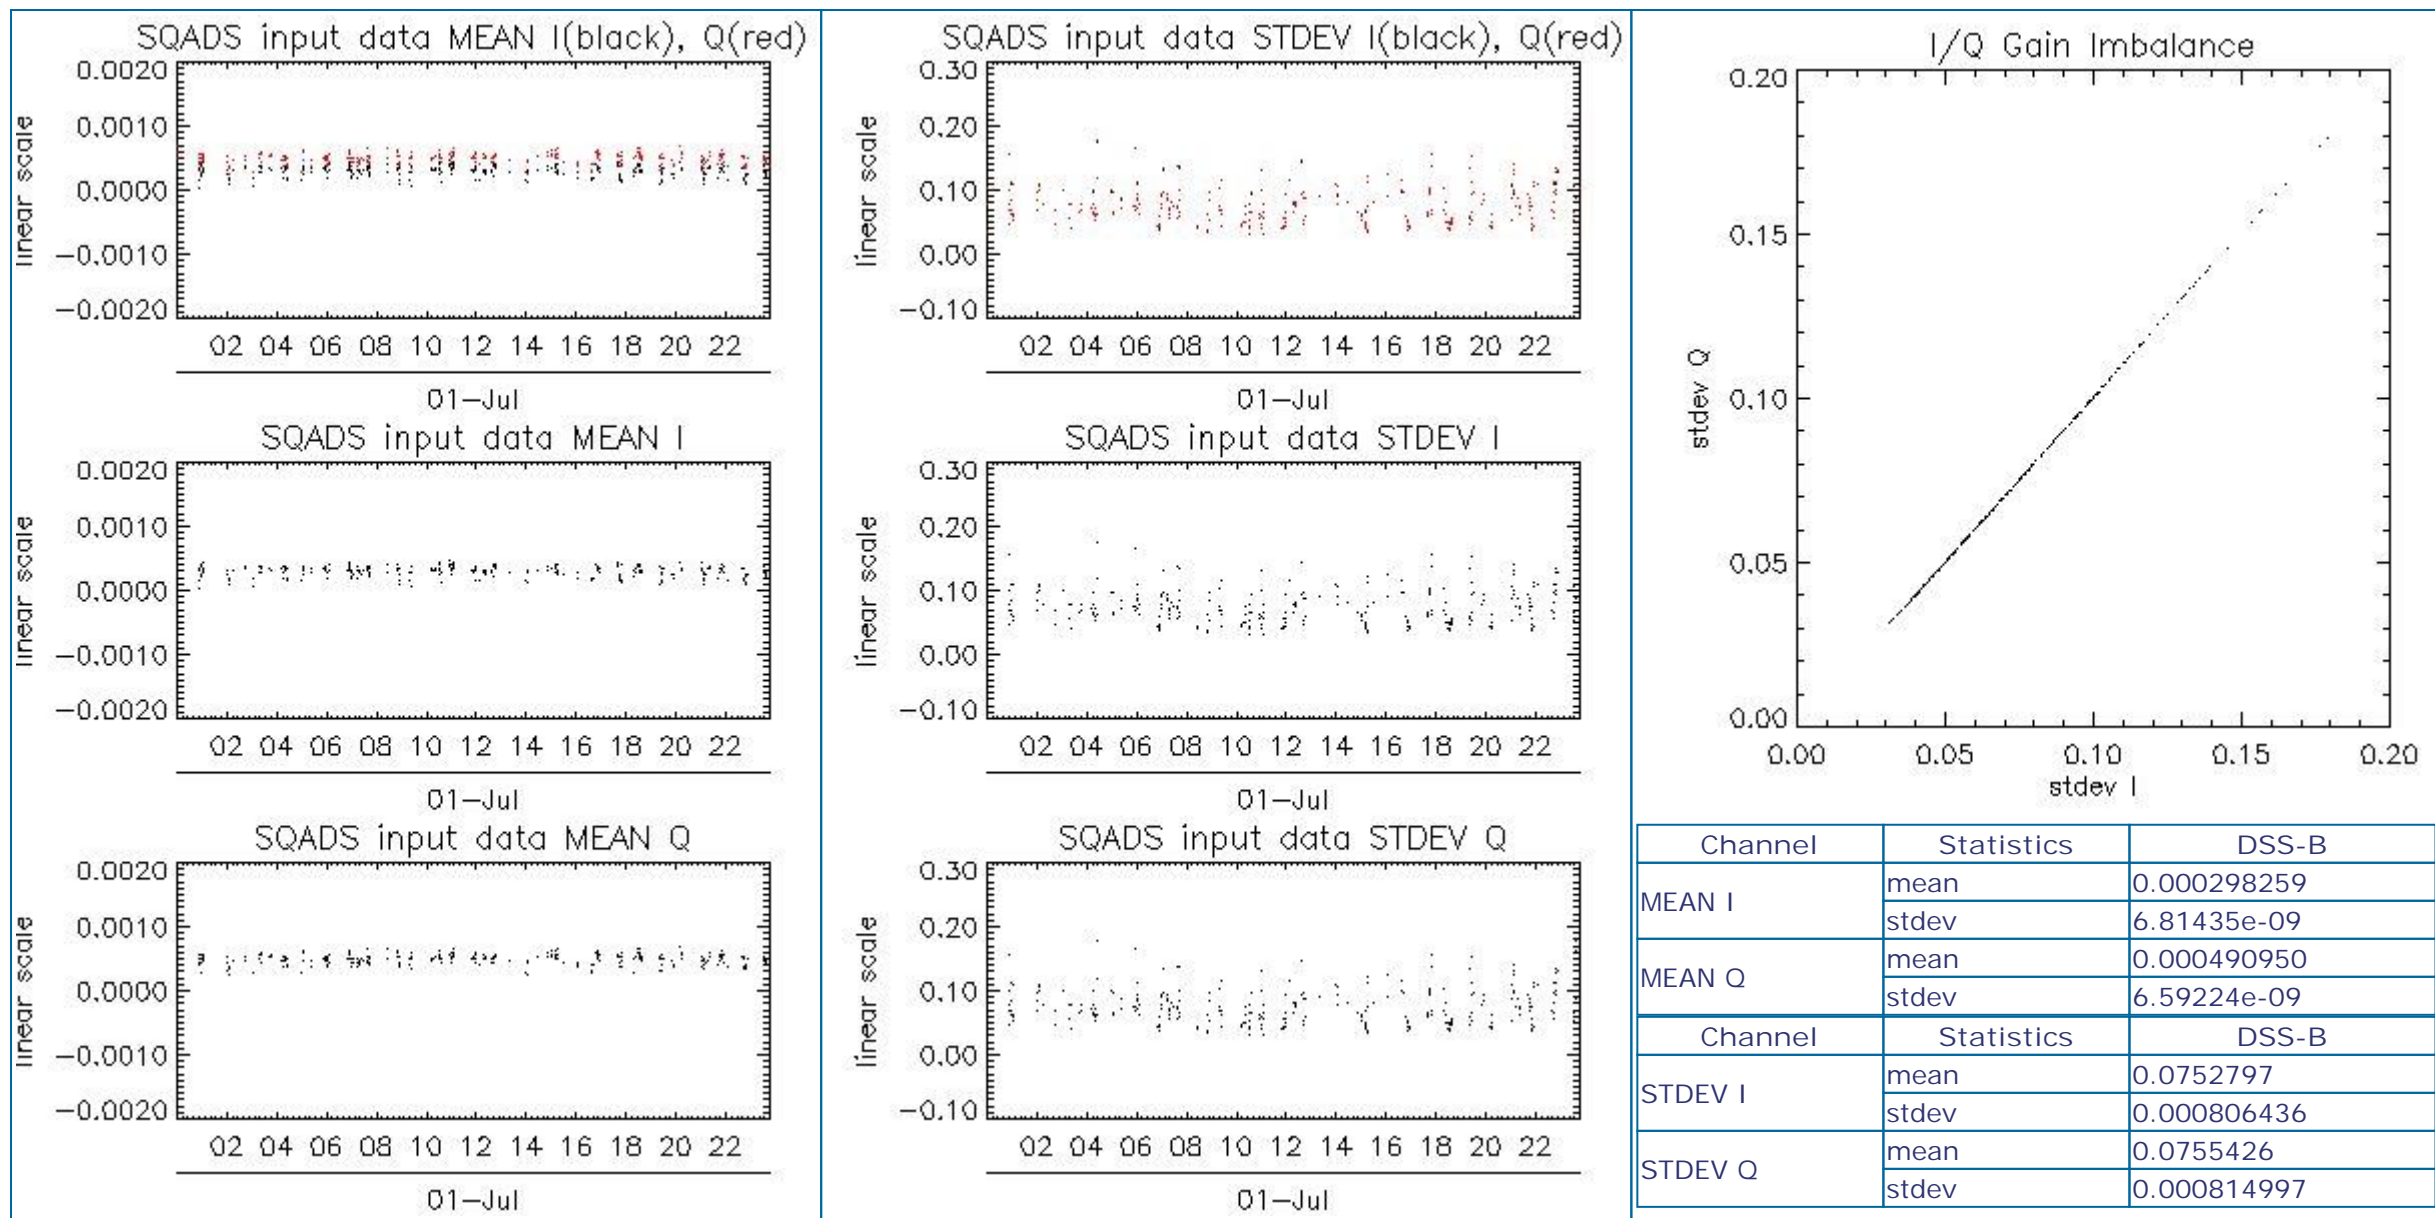 SQADS input data MEAN I(black), Q(red)
0.0020
0.0010
0.0000
−0.0010
−0.0020
linear scale
02 04 06 08 10 12 14 16 18 20 22
01−Jul
SQADS input data MEAN I
0.0020
0.0010
0.0000
−0.0010
−0.0020
linear scale
02 04 06 08 10 12 14 16 18 20 22
01−Jul
SQADS input data MEAN Q
0.0020
0.0010
0.0000
−0.0010
−0.0020
linear scale
02 04 06 08 10 12 14 16 18 20 22
01−Jul
SQADS input data STDEV I(black), Q(red)
0.30
0.20
0.10
0.00
−0.10
linear scale
02 04 06 08 10 12 14 16 18 20 22
01−Jul
SQADS input data STDEV I
0.30
0.20
0.10
0.00
−0.10
linear scale
02 04 06 08 10 12 14 16 18 20 22
01−Jul
SQADS input data STDEV Q
0.30
0.20
0.10
0.00
−0.10
linear scale
02 04 06 08 10 12 14 16 18 20 22
01−Jul
I/Q Gain Imbalance
0.20
0.15
0.10
0.05
0.00
stdev Q
0.00 0.05 0.10 0.15 0.20
stdev I
Channel Statistics DSS-B
MEAN I mean 0.000298259
stdev 6.81435e-09
MEAN Q mean 0.000490950
stdev 6.59224e-09
Channel Statistics DSS-B
STDEV I mean 0.0752797
stdev 0.000806436
STDEV Q mean 0.0755426
stdev 0.000814997